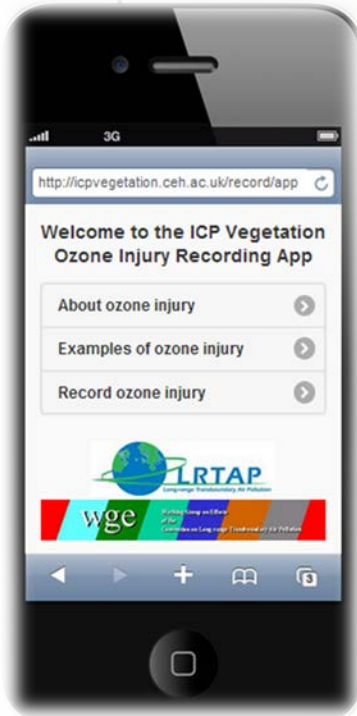 3G
http://icpvegetation.ceh.ac.uk/record/app
Welcome to the ICP Vegetation
Ozone Injury Recording App
About ozone injury
Examples of ozone injury
Record ozone injury
LRTAP
Long-range Transboundary Air Pollution
wge
Working Group on Effects
of the
Convention on Long-range Transboundary Air Pollution
3